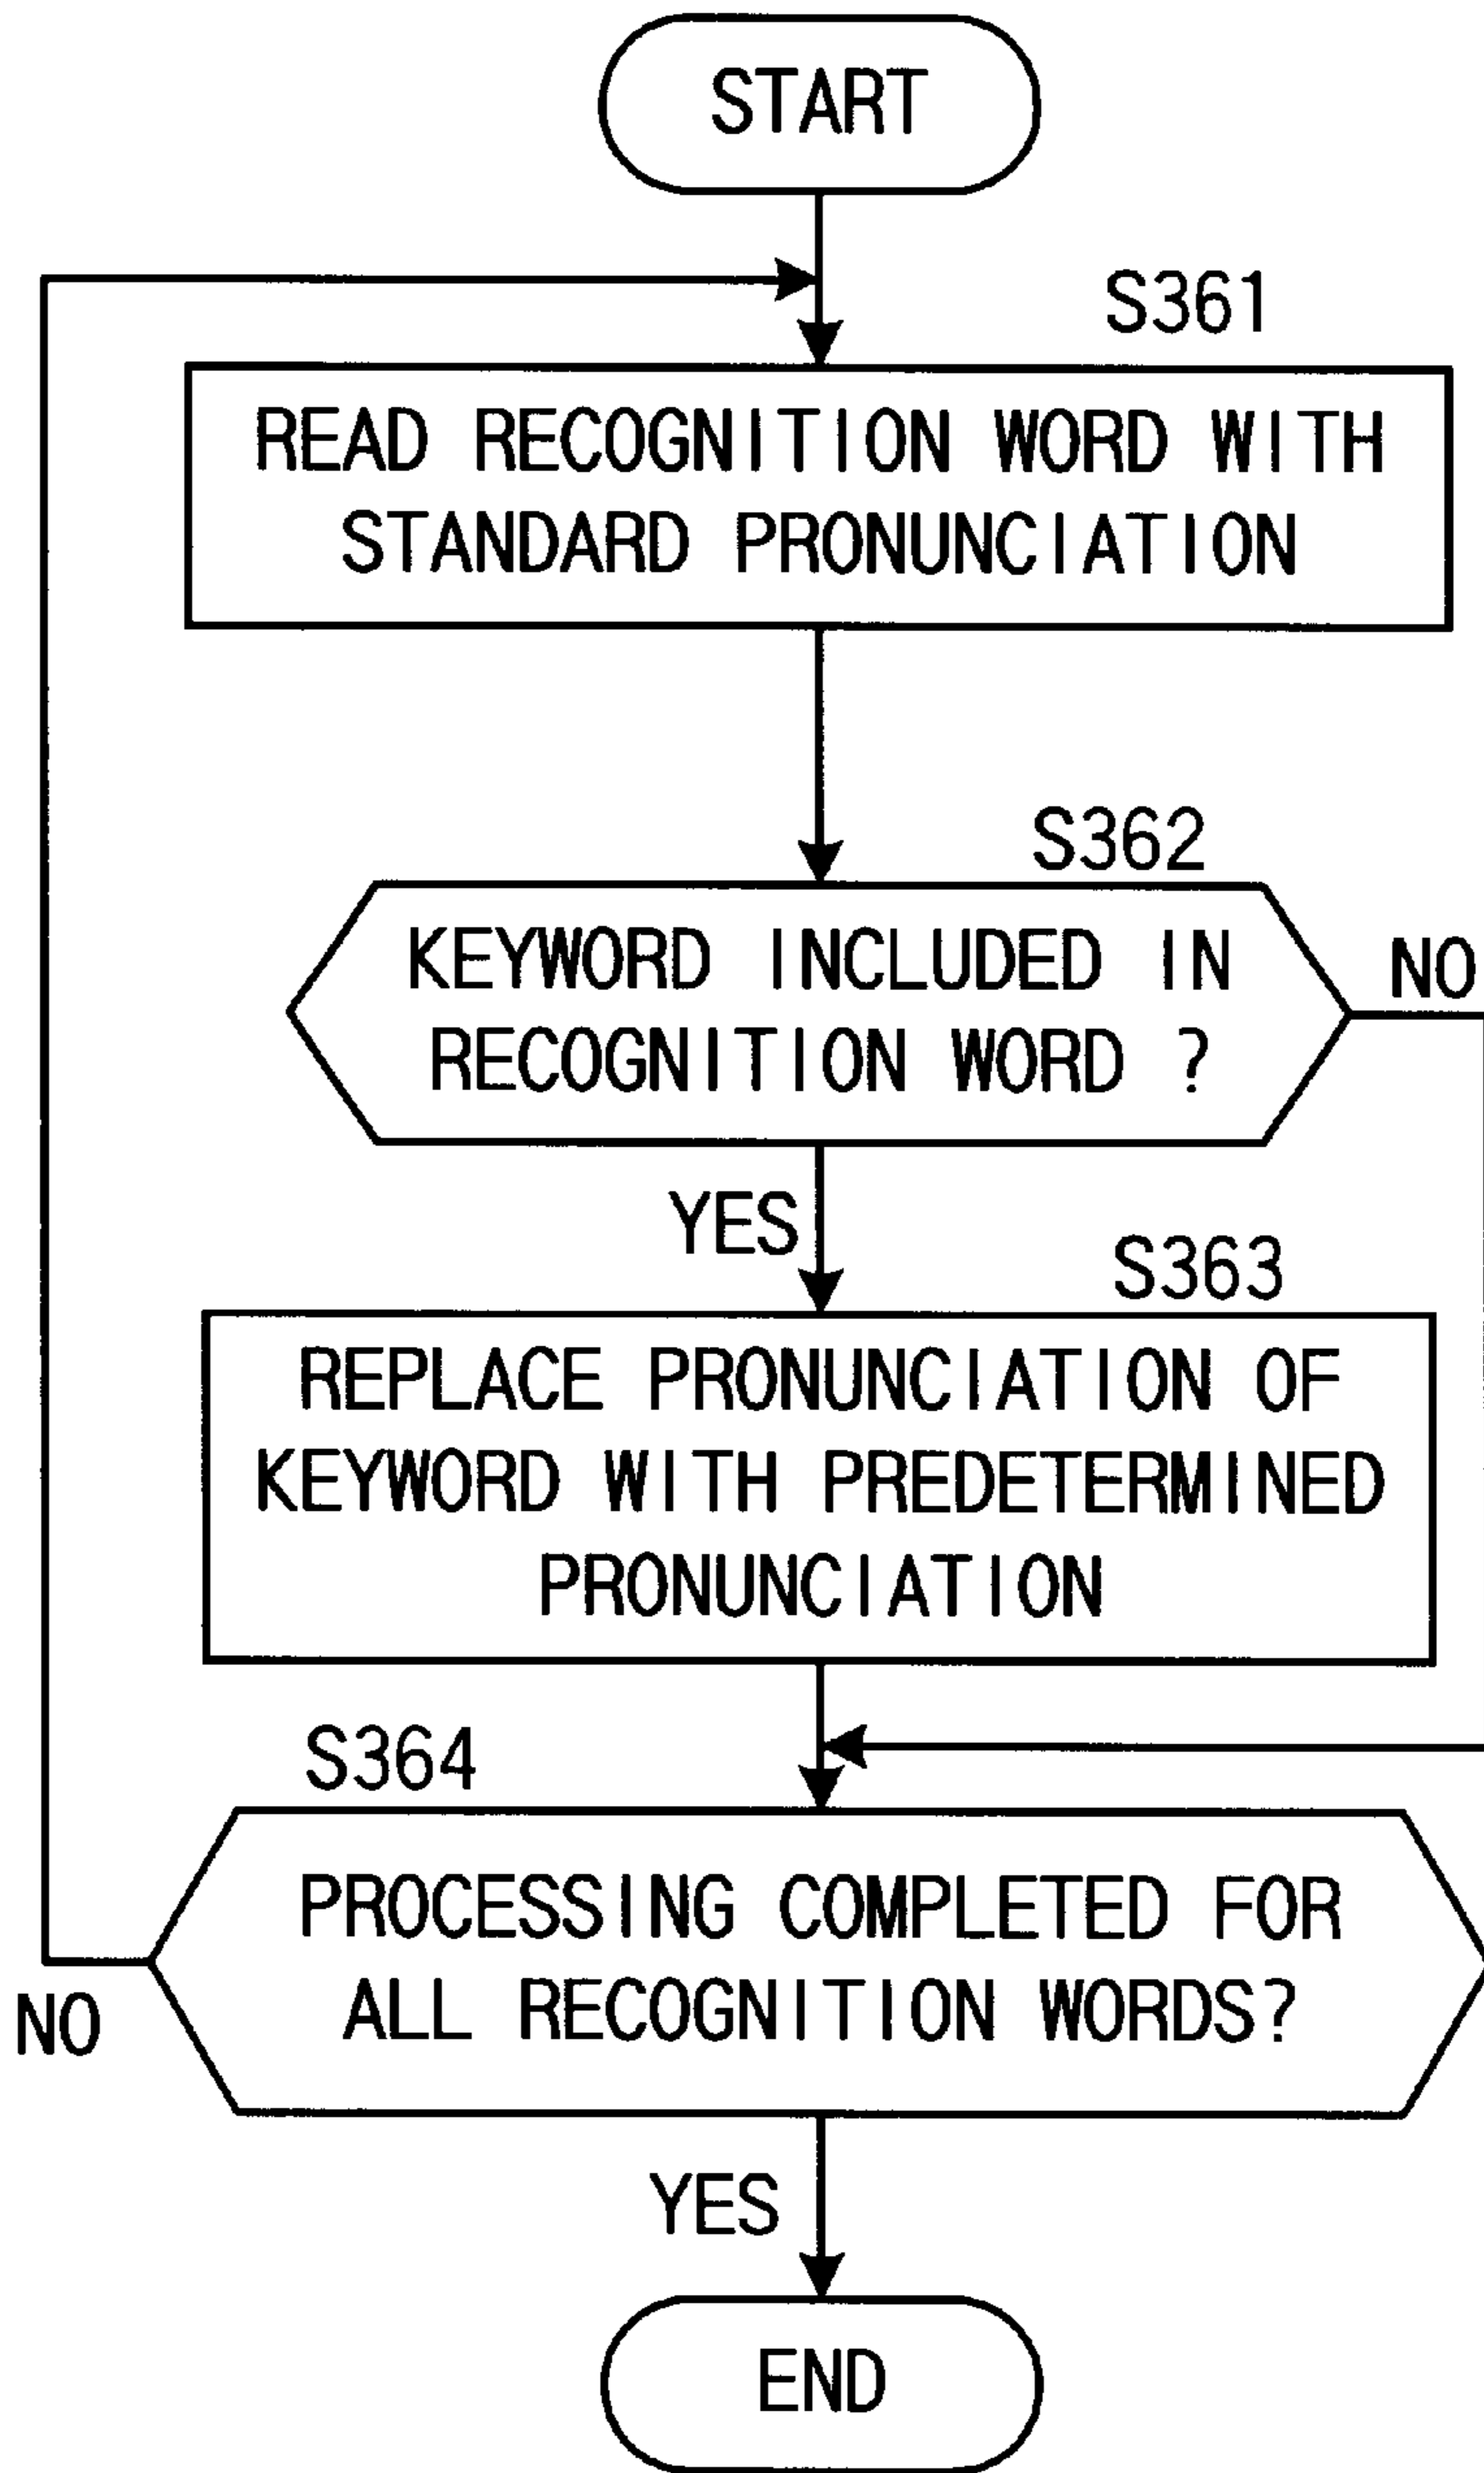 START
S361
READ RECOGNITION WORD WITH
STANDARD PRONUNCIATION
S362
KEYWORD INCLUDED IN
RECOGNITION WORD ?
NO
YES
S363
REPLACE PRONUNCIATION OF
KEYWORD WITH PREDETERMINED
PRONUNCIATION
S364
PROCESSING COMPLETED FOR
ALL RECOGNITION WORDS?
NO
YES
END